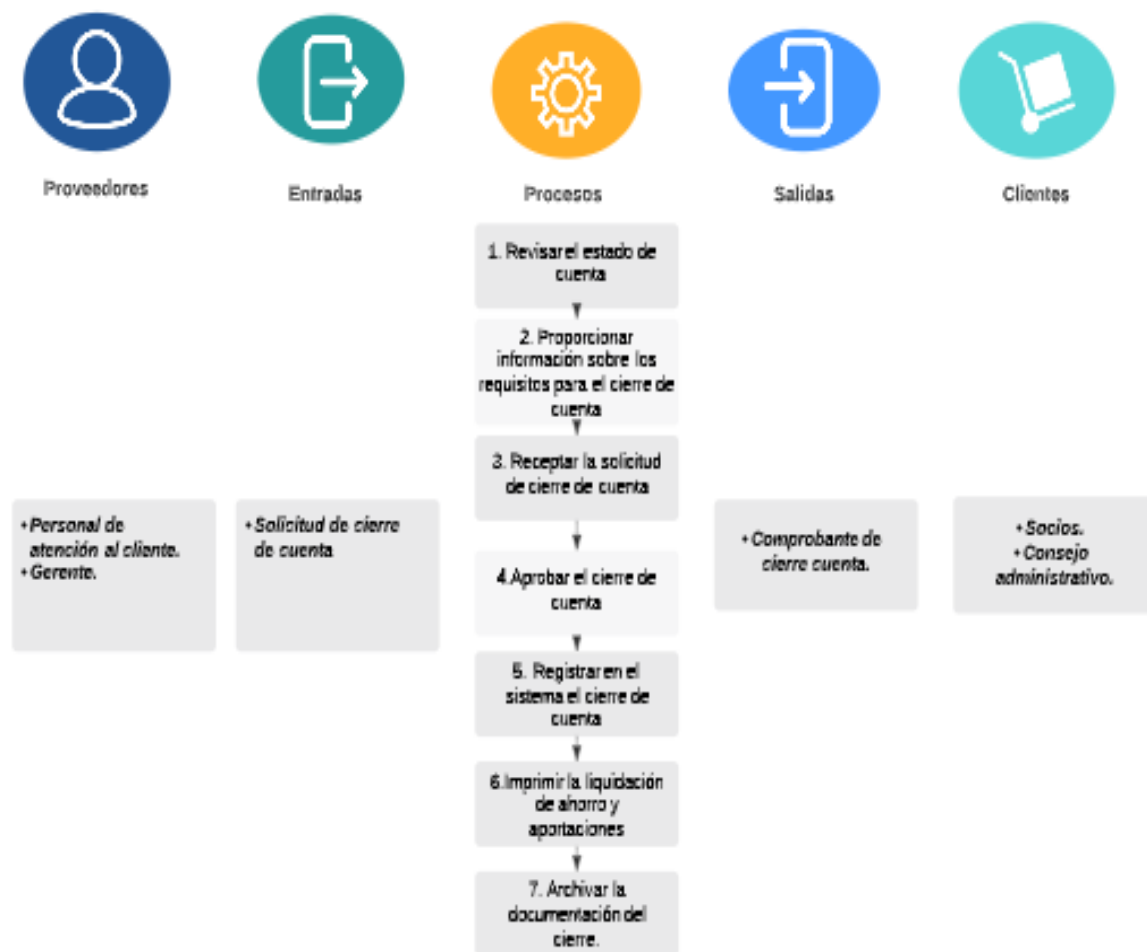 Proveedores
Entradas
Procesos
Salidas
Clientes
1. Revisar el estado de
cuenta
2. Proporcionar
información sobre los
requisitos para el cierre de
cuenta
3. Receptar la solicitud
de cierre de cuenta
• Personal de
atención al cliente.
• Gerente.
• Solicitud de cierre
de cuenta
4. Aprobar el cierre de
cuenta
• Comprobante de
cierre cuenta.
• Socios.
• Consejo
administrativo.
5. Registrar en el
sistema el cierre de
cuenta
6.Imprimir la liquidación
de ahorro y
aportaciones
7. Archivar la
documentación del
cierre.